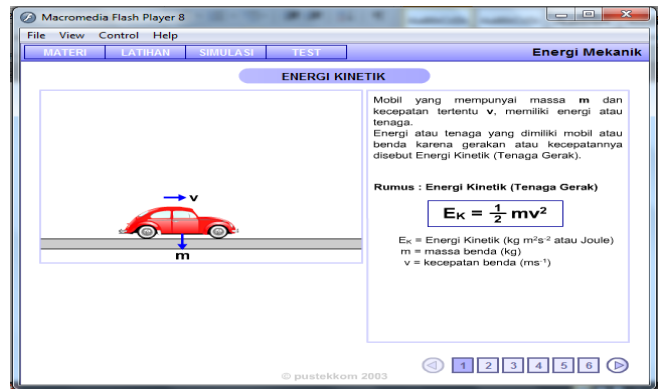 Macromedia Flash Player 8
File View Control Help
MATERI LATIHAN SIMULASI TEST Energi Mekanik
ENERGI KINETIK
v
m
Mobil yang mempunyai massa m dan
kecepatan tertentu v, memiliki energi atau
tenaga.
Energi atau tenaga yang dimiliki mobil atau
benda karena gerakan atau kecepatannya
disebut Energi Kinetik (Tenaga Gerak).
Rumus : Energi Kinetik (Tenaga Gerak)
Eᴋ = ½ mv²
Eᴋ = Energi Kinetik (kg m²s⁻² atau Joule)
m = massa benda (kg)
v = kecepatan benda (ms⁻¹)
© pustekkom 2003
1 2 3 4 5 6